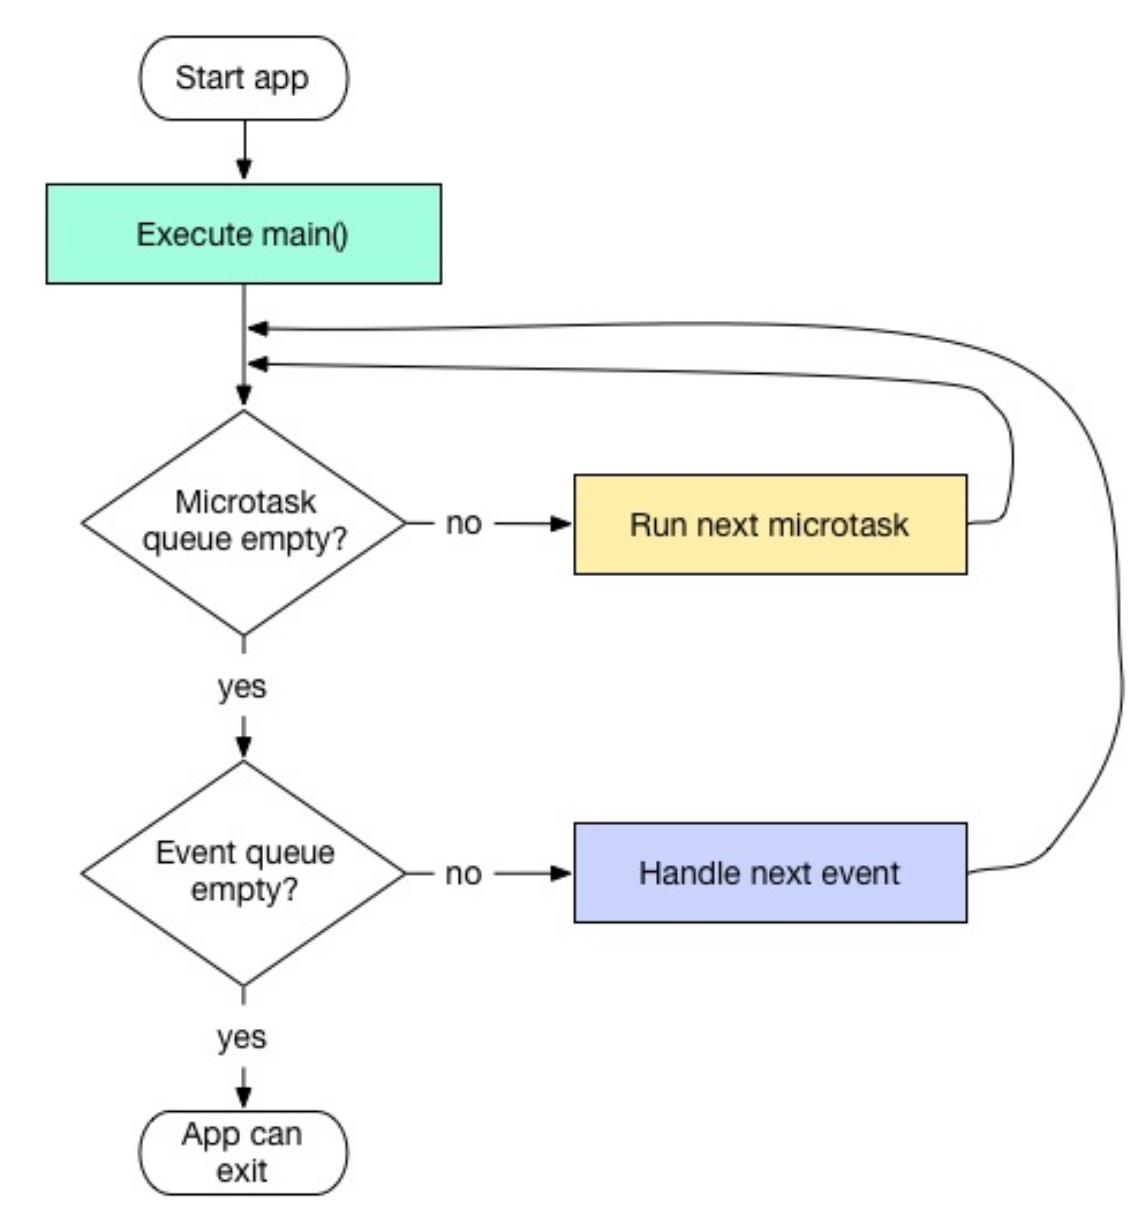 Start app
Execute main()
Microtask
queue empty?
no
Run next microtask
yes
Event queue
empty?
no
Handle next event
yes
App can
exit